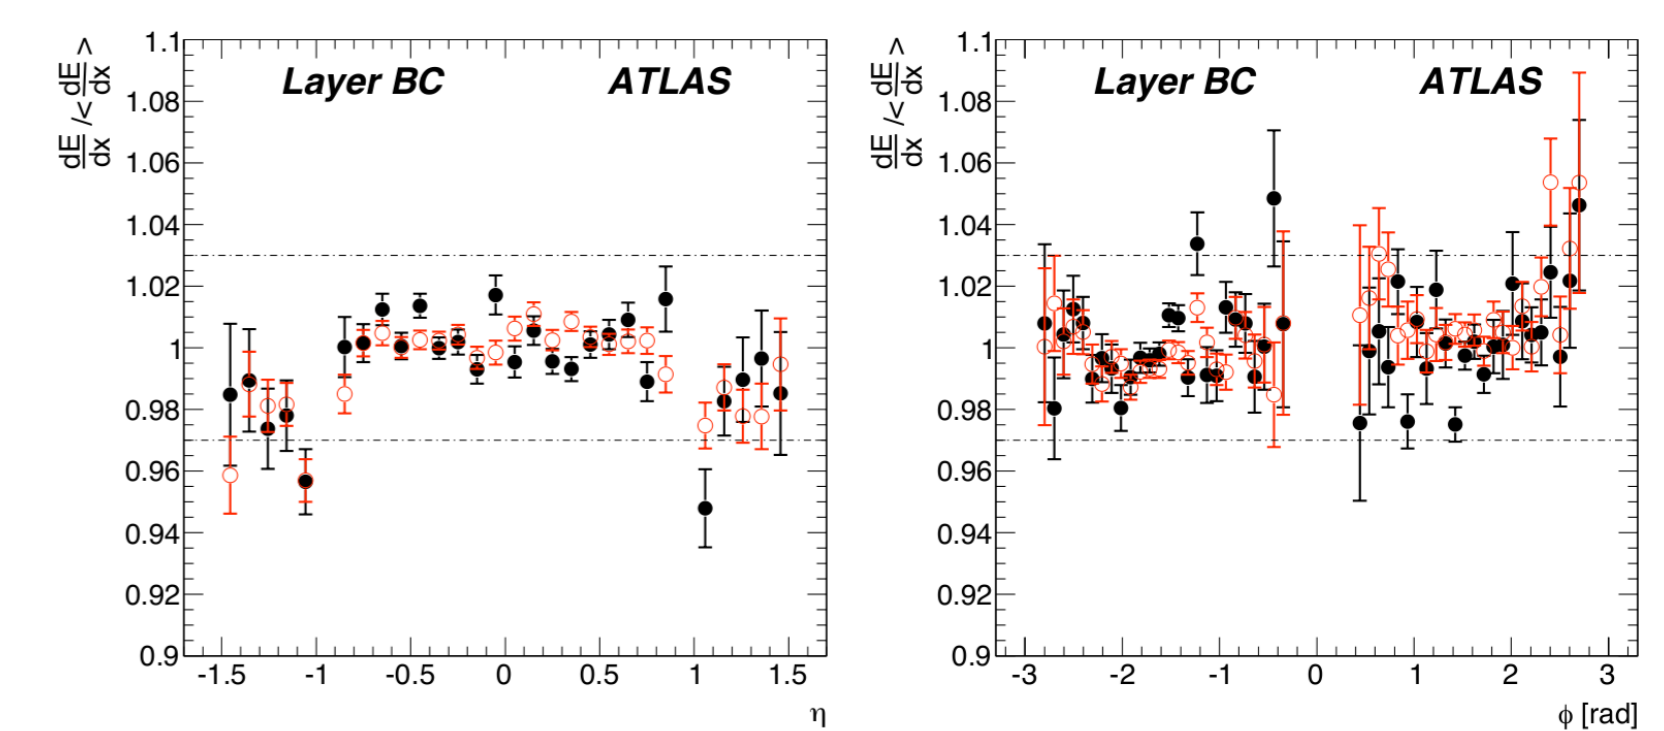 Layer BC ATLAS
dE/dx / <dE/dx>
1.1
1.08
1.06
1.04
1.02
1
0.98
0.96
0.94
0.92
0.9
-1.5 -1 -0.5 0 0.5 1 1.5
η
Layer BC ATLAS
dE/dx / <dE/dx>
1.1
1.08
1.06
1.04
1.02
1
0.98
0.96
0.94
0.92
0.9
-3 -2 -1 0 1 2 3
ϕ [rad]